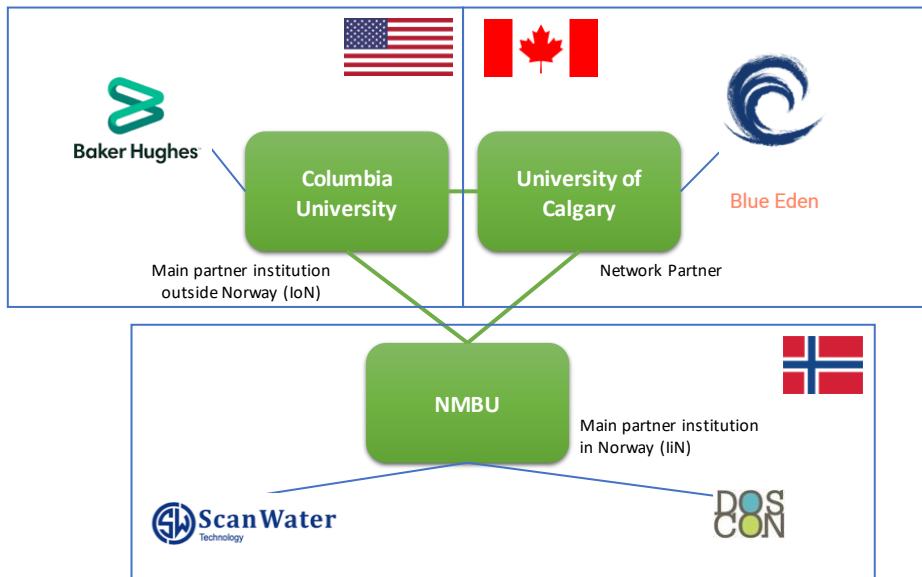 Baker Hughes
Columbia
University
University of
Calgary
Blue Eden
Main partner institution
outside Norway (IoN)
Network Partner
NMBU
Main partner institution
in Norway (IiN)
SW ScanWater
Technology
DOS
CON